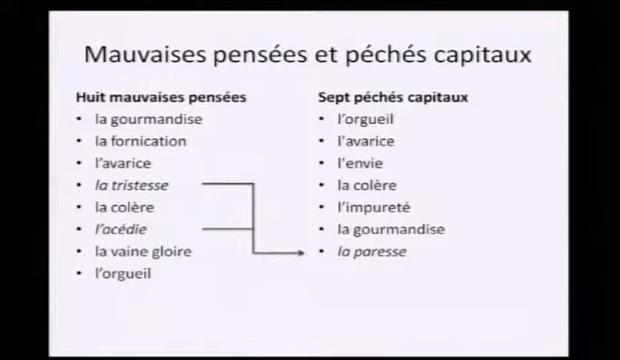 Mauvaises pensées et péchés capitaux
Huit mauvaises pensées
• la gourmandise
• la fornication
• l'avarice
• la tristesse
• la colère
• l'acédie
• la vaine gloire
• l'orgueil
Sept péchés capitaux
• l'orgueil
• l'avarice
• l'envie
• la colère
• l'impureté
• la gourmandise
• la paresse